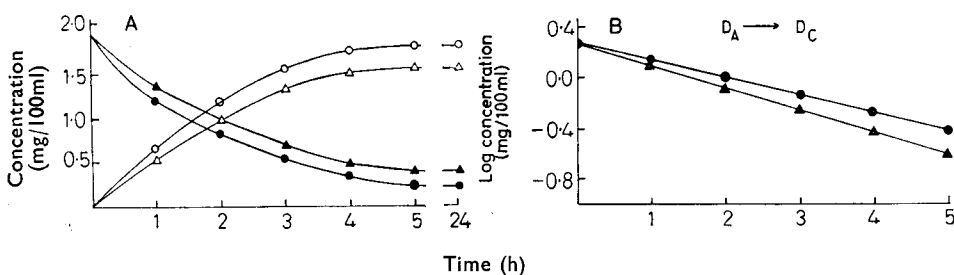 A
Concentration
(mg/100ml)
2·0
1·5
1·0
0·5
1 2 3 4 5 24
B
D_A → D_C
Log concentration
(mg/100ml)
0·4
0·0
−0·4
−0·8
1 2 3 4 5
Time (h)